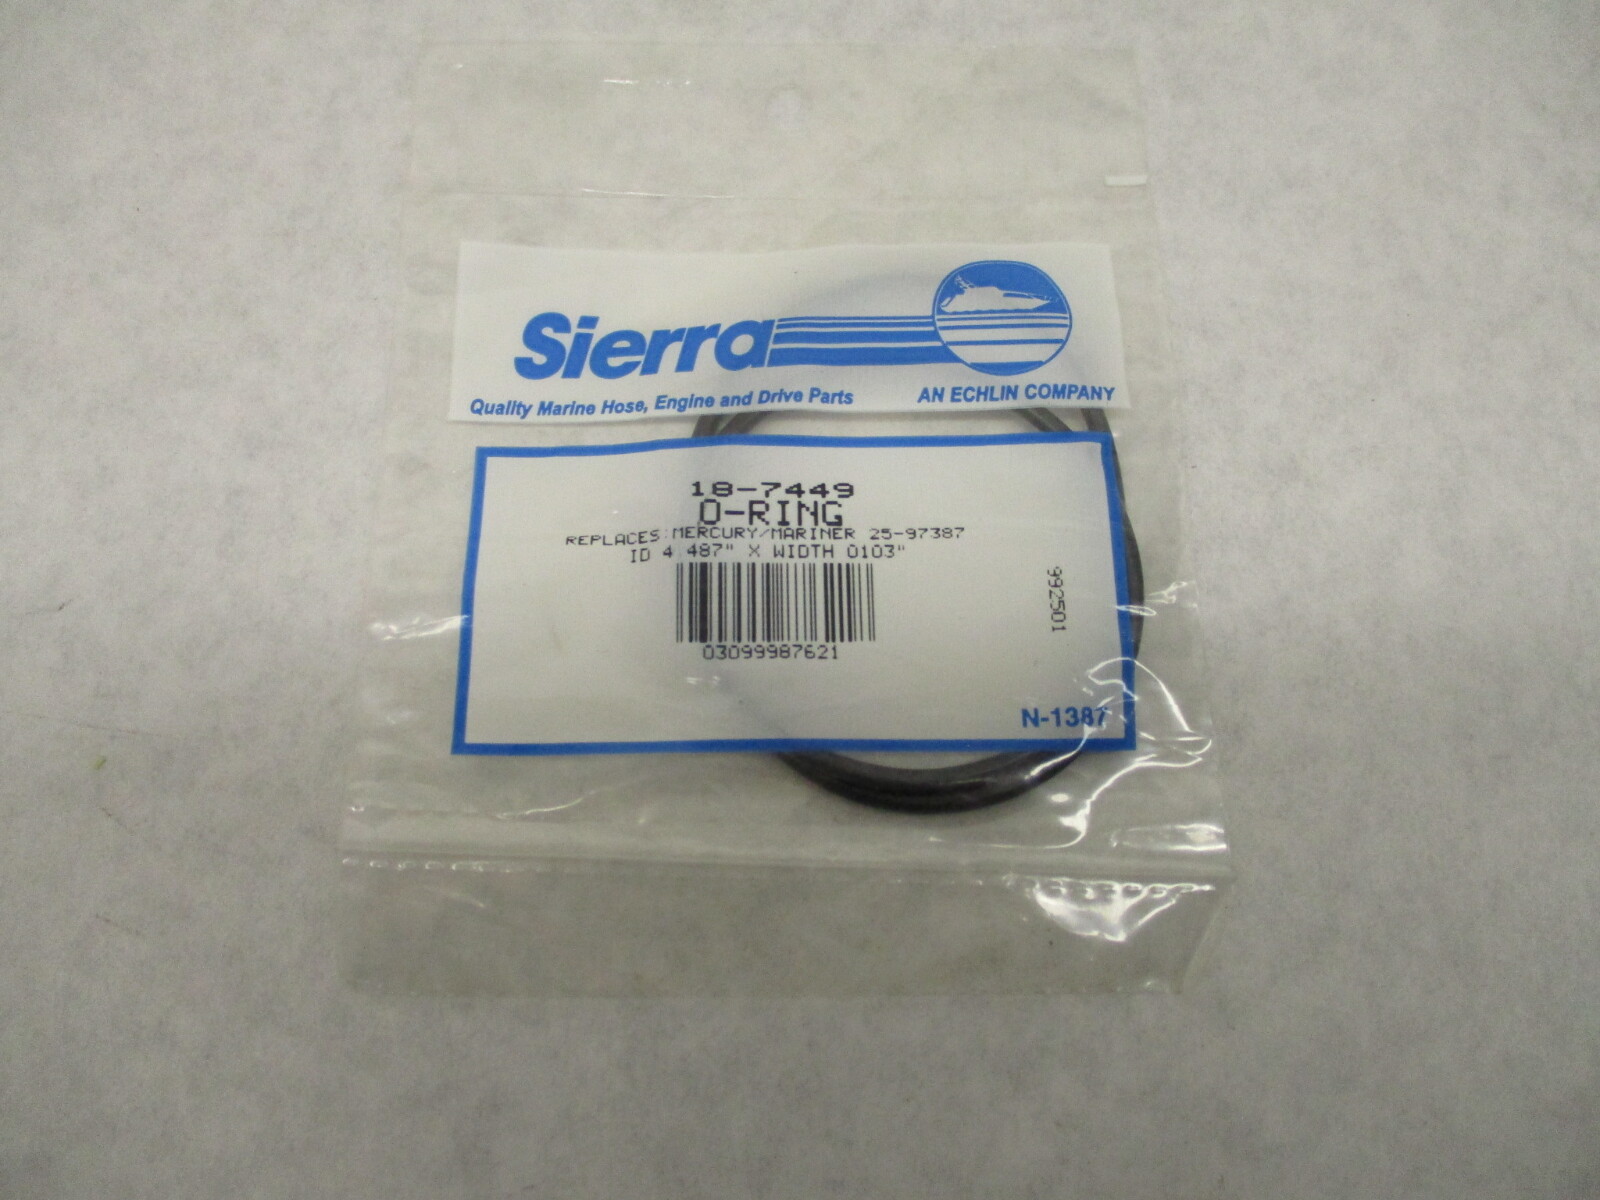 Sierra
Quality Marine Hose, Engine and Drive Parts
AN ECHLIN COMPANY
18-7449
O-RING
REPLACES:MERCURY/MARINER 25-97387
ID 4.487" X WIDTH 0103"
03099987621
992501
N-1387